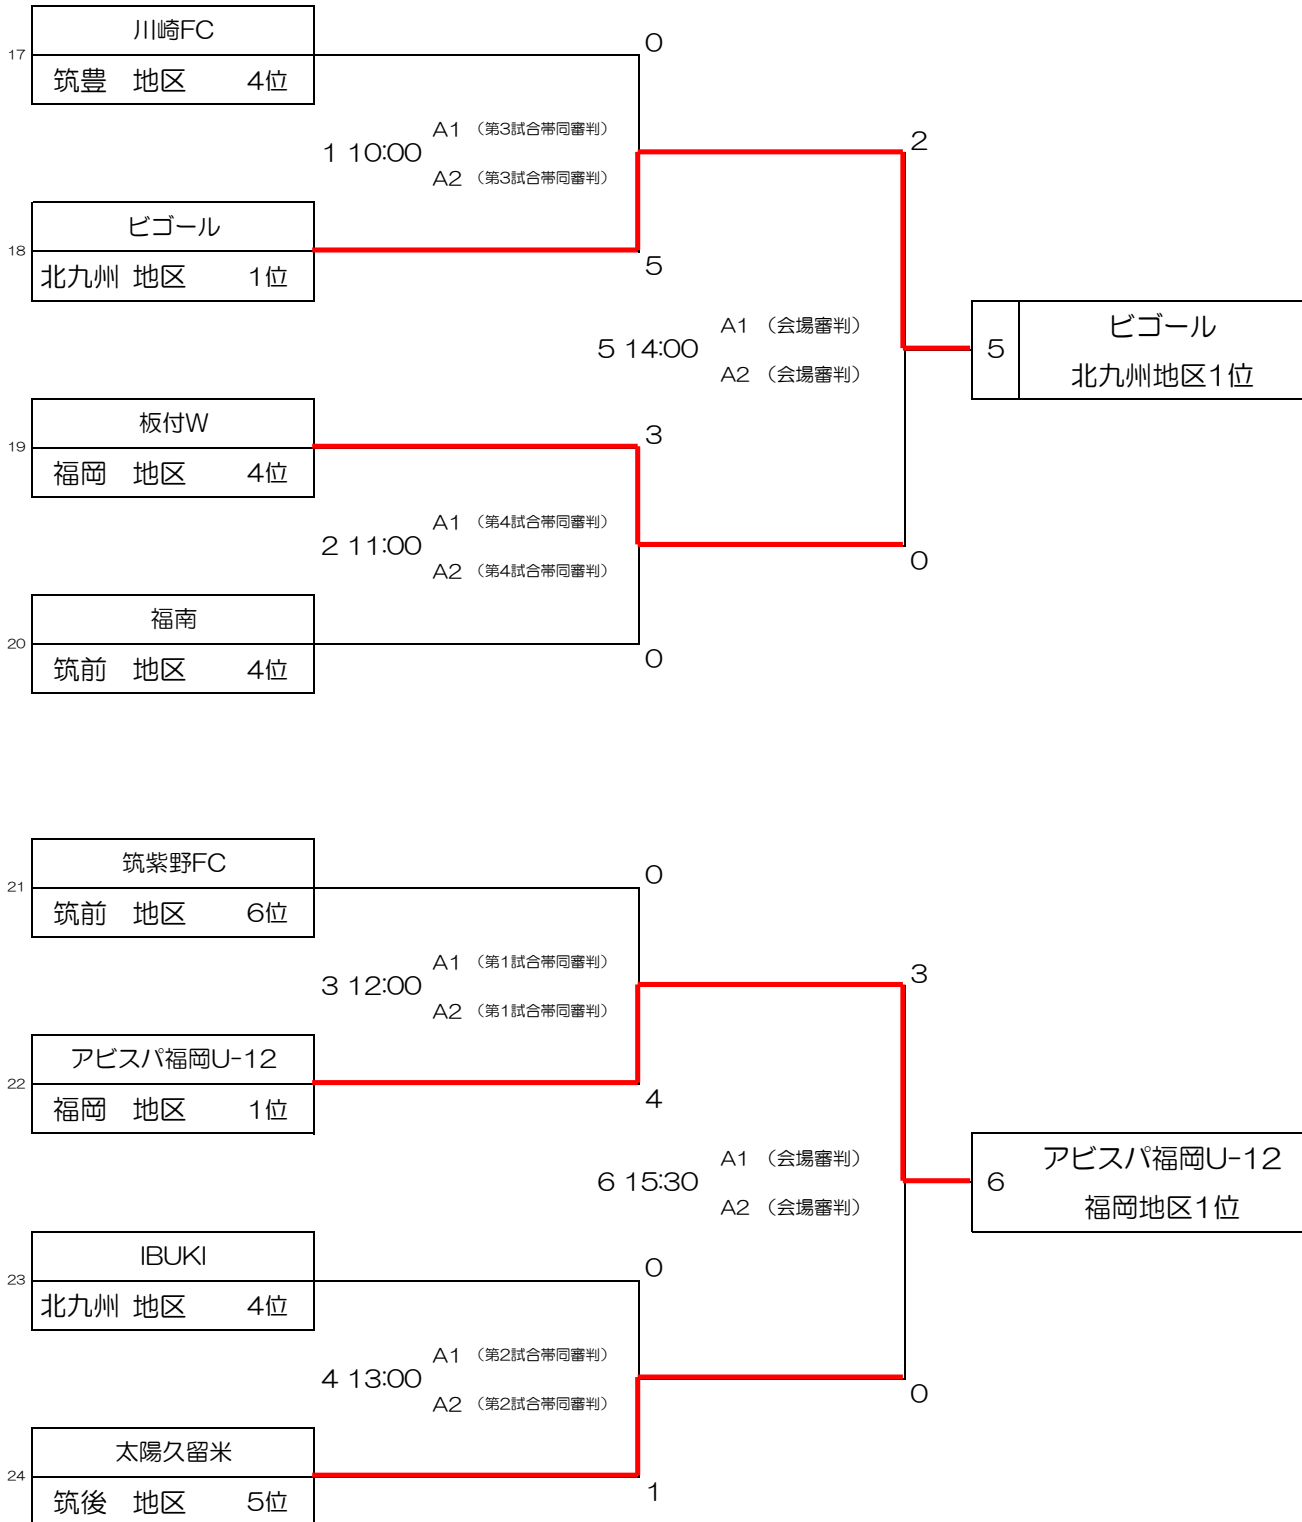 川崎FC
0
17
筑豊 地区 4位
A1 (第3試合帯同審判)
1 10:00
2
A2 (第3試合帯同審判)
ビゴール
18
北九州 地区 1位
5
A1 (会場審判)
5 14:00
A2 (会場審判)
5
ビゴール
北九州地区1位
板付W
3
19
福岡 地区 4位
A1 (第4試合帯同審判)
2 11:00
A2 (第4試合帯同審判)
0
福南
20
筑前 地区 4位
0
筑紫野FC
0
21
筑前 地区 6位
A1 (第1試合帯同審判)
3 12:00
3
A2 (第1試合帯同審判)
アビスパ福岡U-12
22
福岡 地区 1位
4
A1 (会場審判)
6 15:30
A2 (会場審判)
6
アビスパ福岡U-12
福岡地区1位
IBUKI
0
23
北九州 地区 4位
A1 (第2試合帯同審判)
4 13:00
A2 (第2試合帯同審判)
0
太陽久留米
24
筑後 地区 5位
1